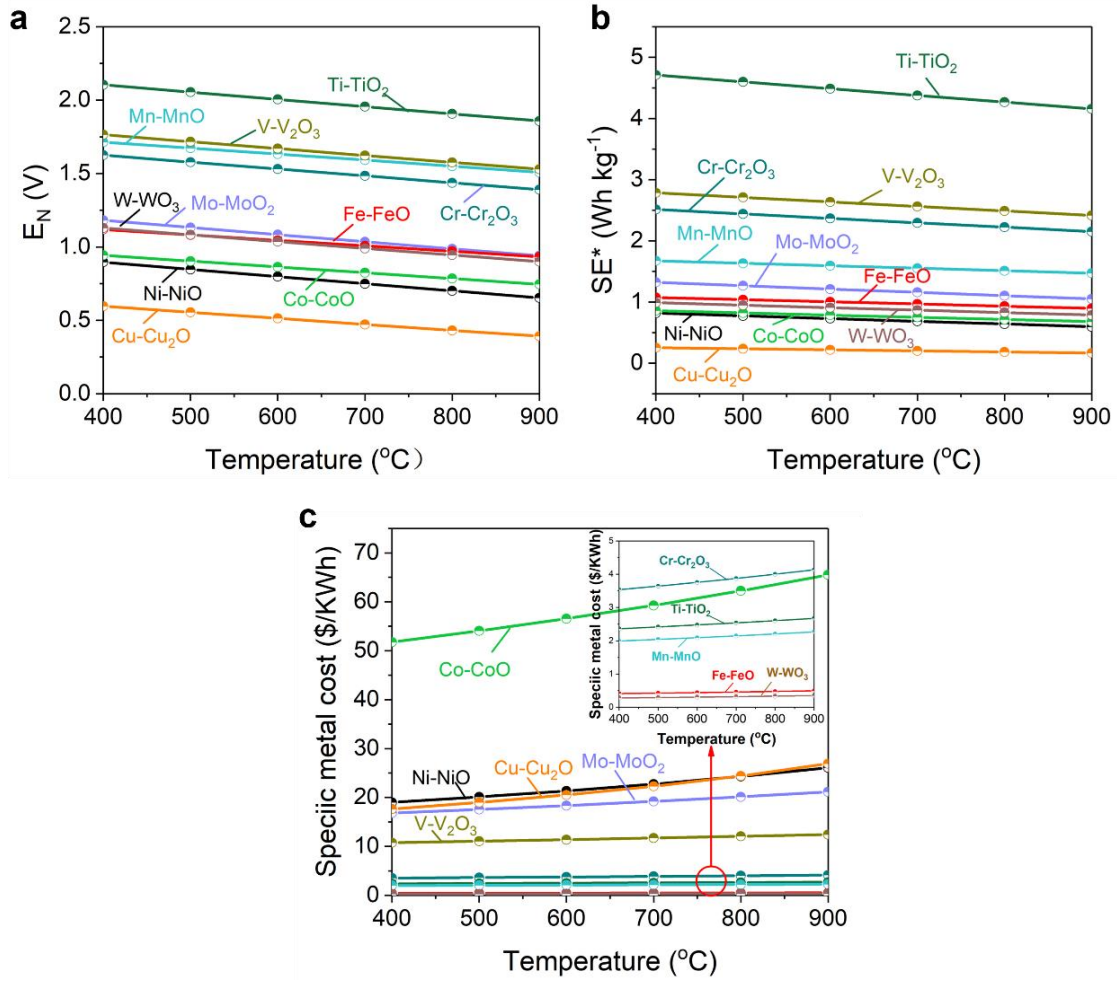 a
2.5
2.0
1.5
1.0
0.5
0.0
E_N (V)
Ti-TiO₂
Mn-MnO
V-V₂O₃
W-WO₃
Mo-MoO₂
Fe-FeO
Cr-Cr₂O₃
Ni-NiO
Co-CoO
Cu-Cu₂O
400 500 600 700 800 900
Temperature (°C）
b
5
4
3
2
1
0
SE* (Wh kg⁻¹)
Ti-TiO₂
Cr-Cr₂O₃
V-V₂O₃
Mn-MnO
Mo-MoO₂
Fe-FeO
Ni-NiO
Co-CoO
W-WO₃
Cu-Cu₂O
400 500 600 700 800 900
Temperature (°C)
c
70
60
50
40
30
20
10
0
Speciic metal cost ($/KWh)
Co-CoO
Ni-NiO
Cu-Cu₂O
Mo-MoO₂
V-V₂O₃
400 500 600 700 800 900
Temperature (°C)
5
4
3
2
1
0
Speciic metal cost ($/KWh)
Cr-Cr₂O₃
Ti-TiO₂
Mn-MnO
Fe-FeO
W-WO₃
400 500 600 700 800 900
Temperature (°C)